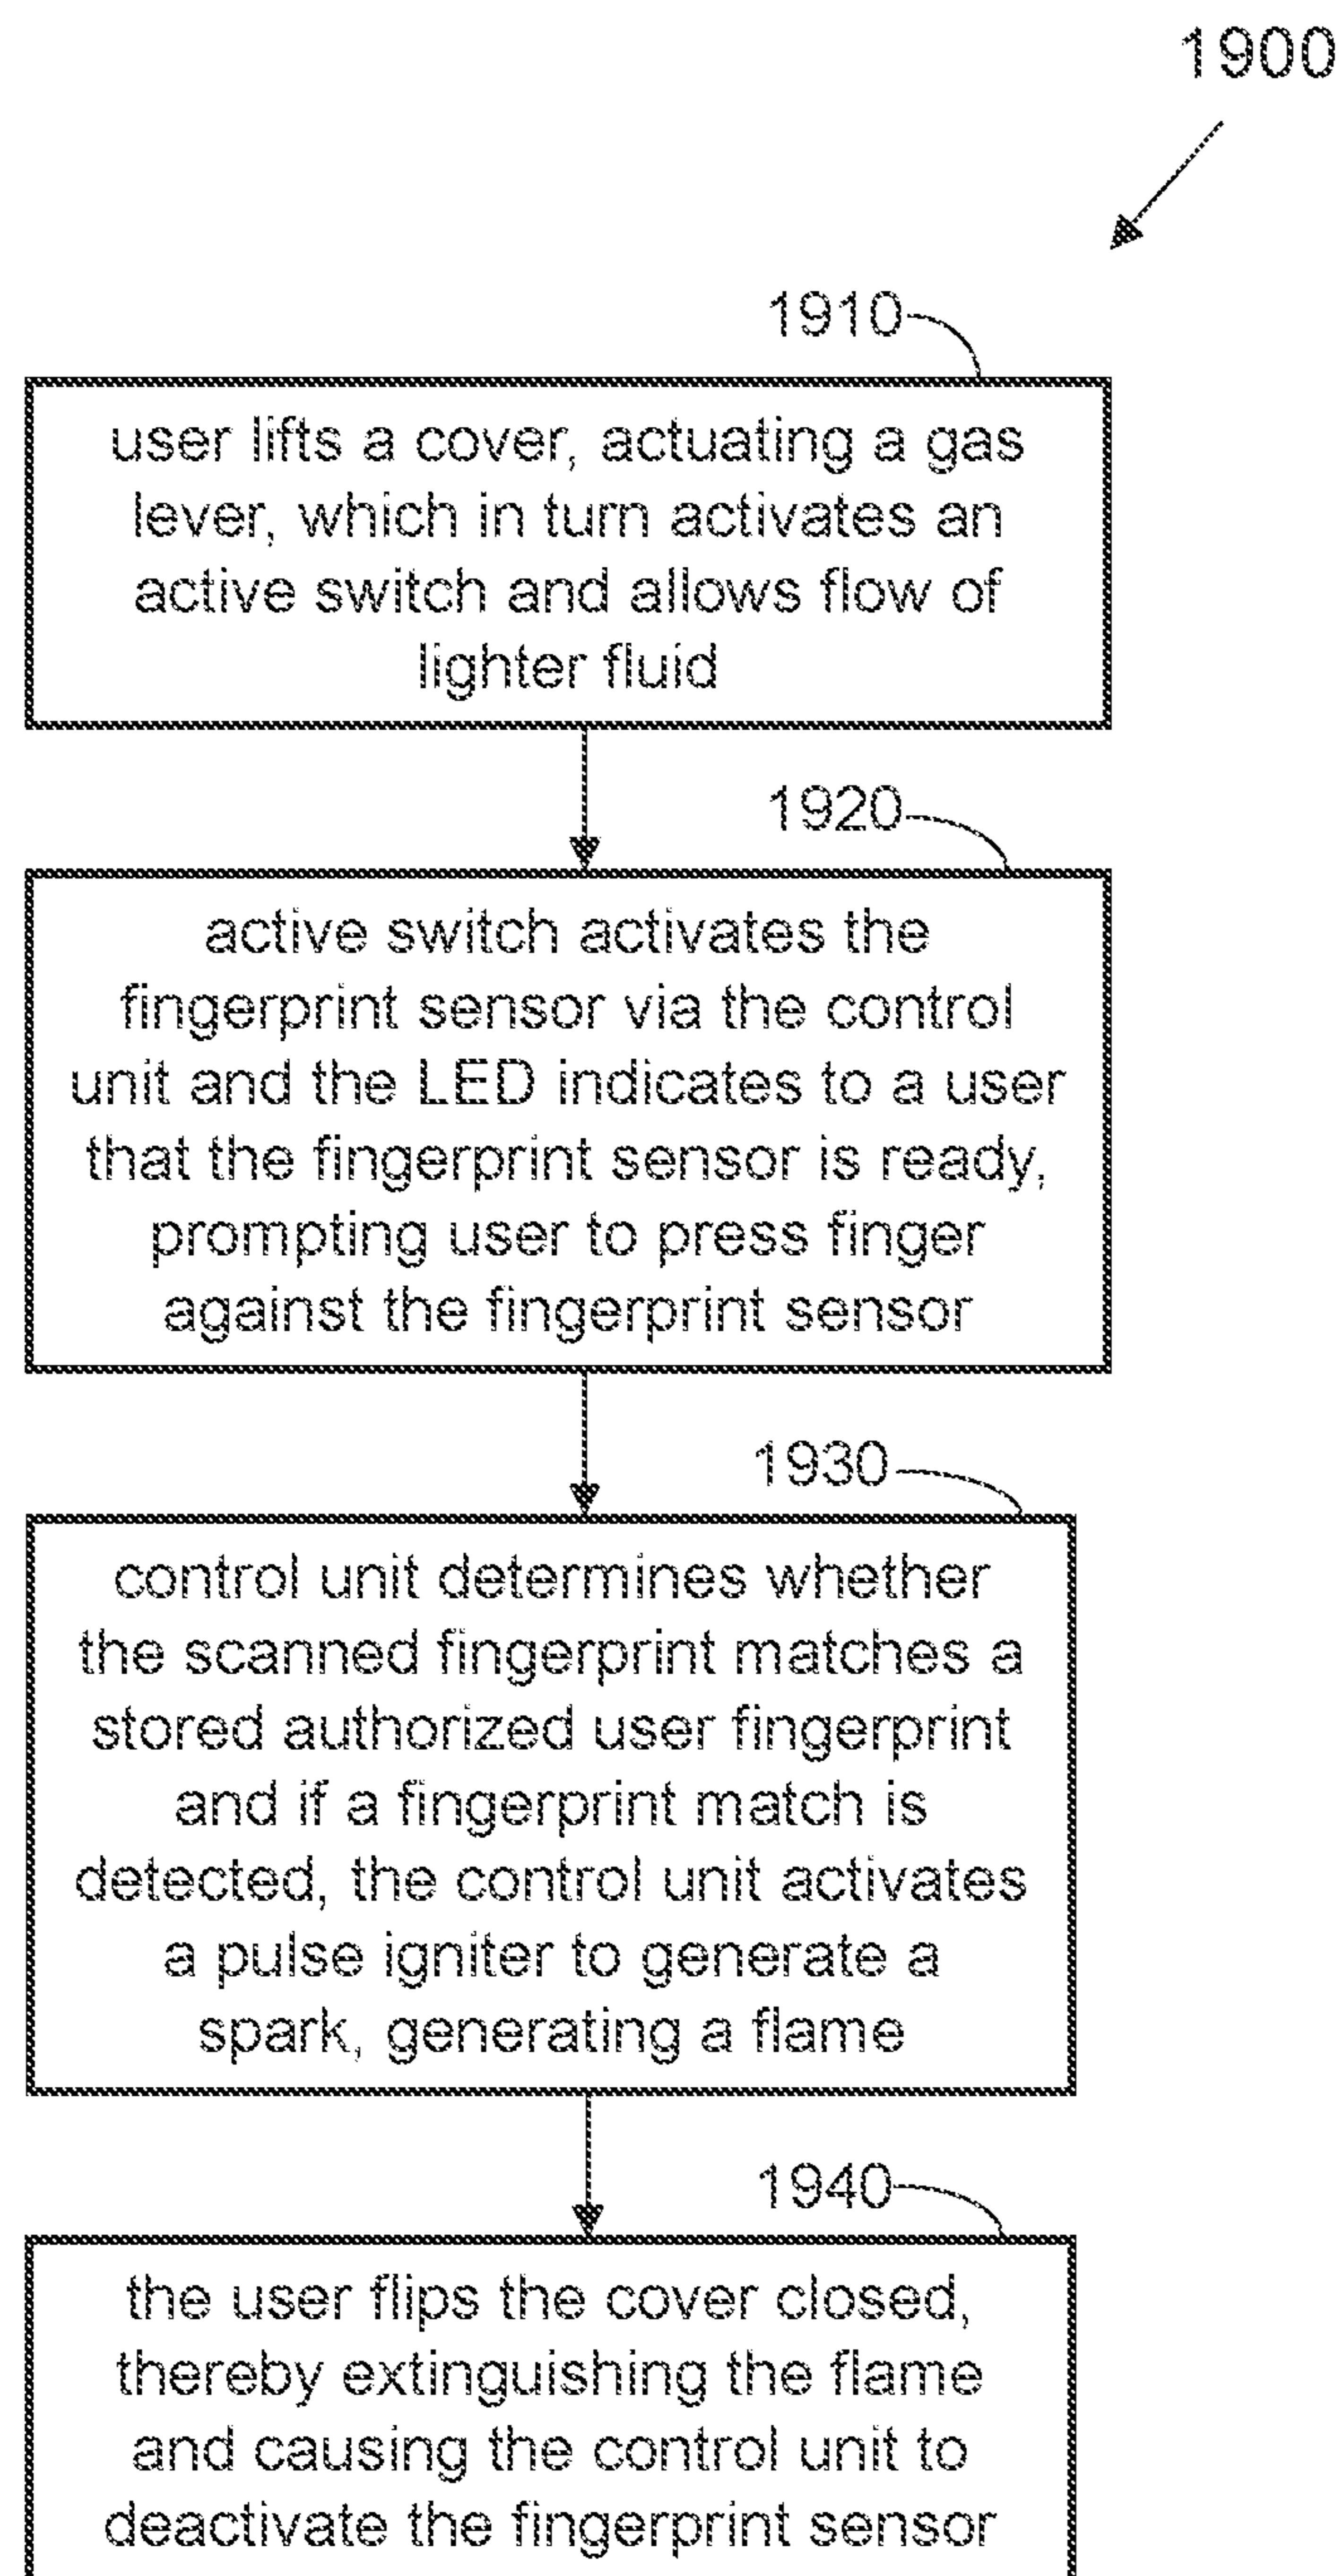 1900
1910
user lifts a cover, actuating a gas
lever, which in turn activates an
active switch and allows flow of
lighter fluid
1920
active switch activates the
fingerprint sensor via the control
unit and the LED indicates to a user
that the fingerprint sensor is ready,
prompting user to press finger
against the fingerprint sensor
1930
control unit determines whether
the scanned fingerprint matches a
stored authorized user fingerprint
and if a fingerprint match is
detected, the control unit activates
a pulse igniter to generate a
spark, generating a flame
1940
the user flips the cover closed,
thereby extinguishing the flame
and causing the control unit to
deactivate the fingerprint sensor